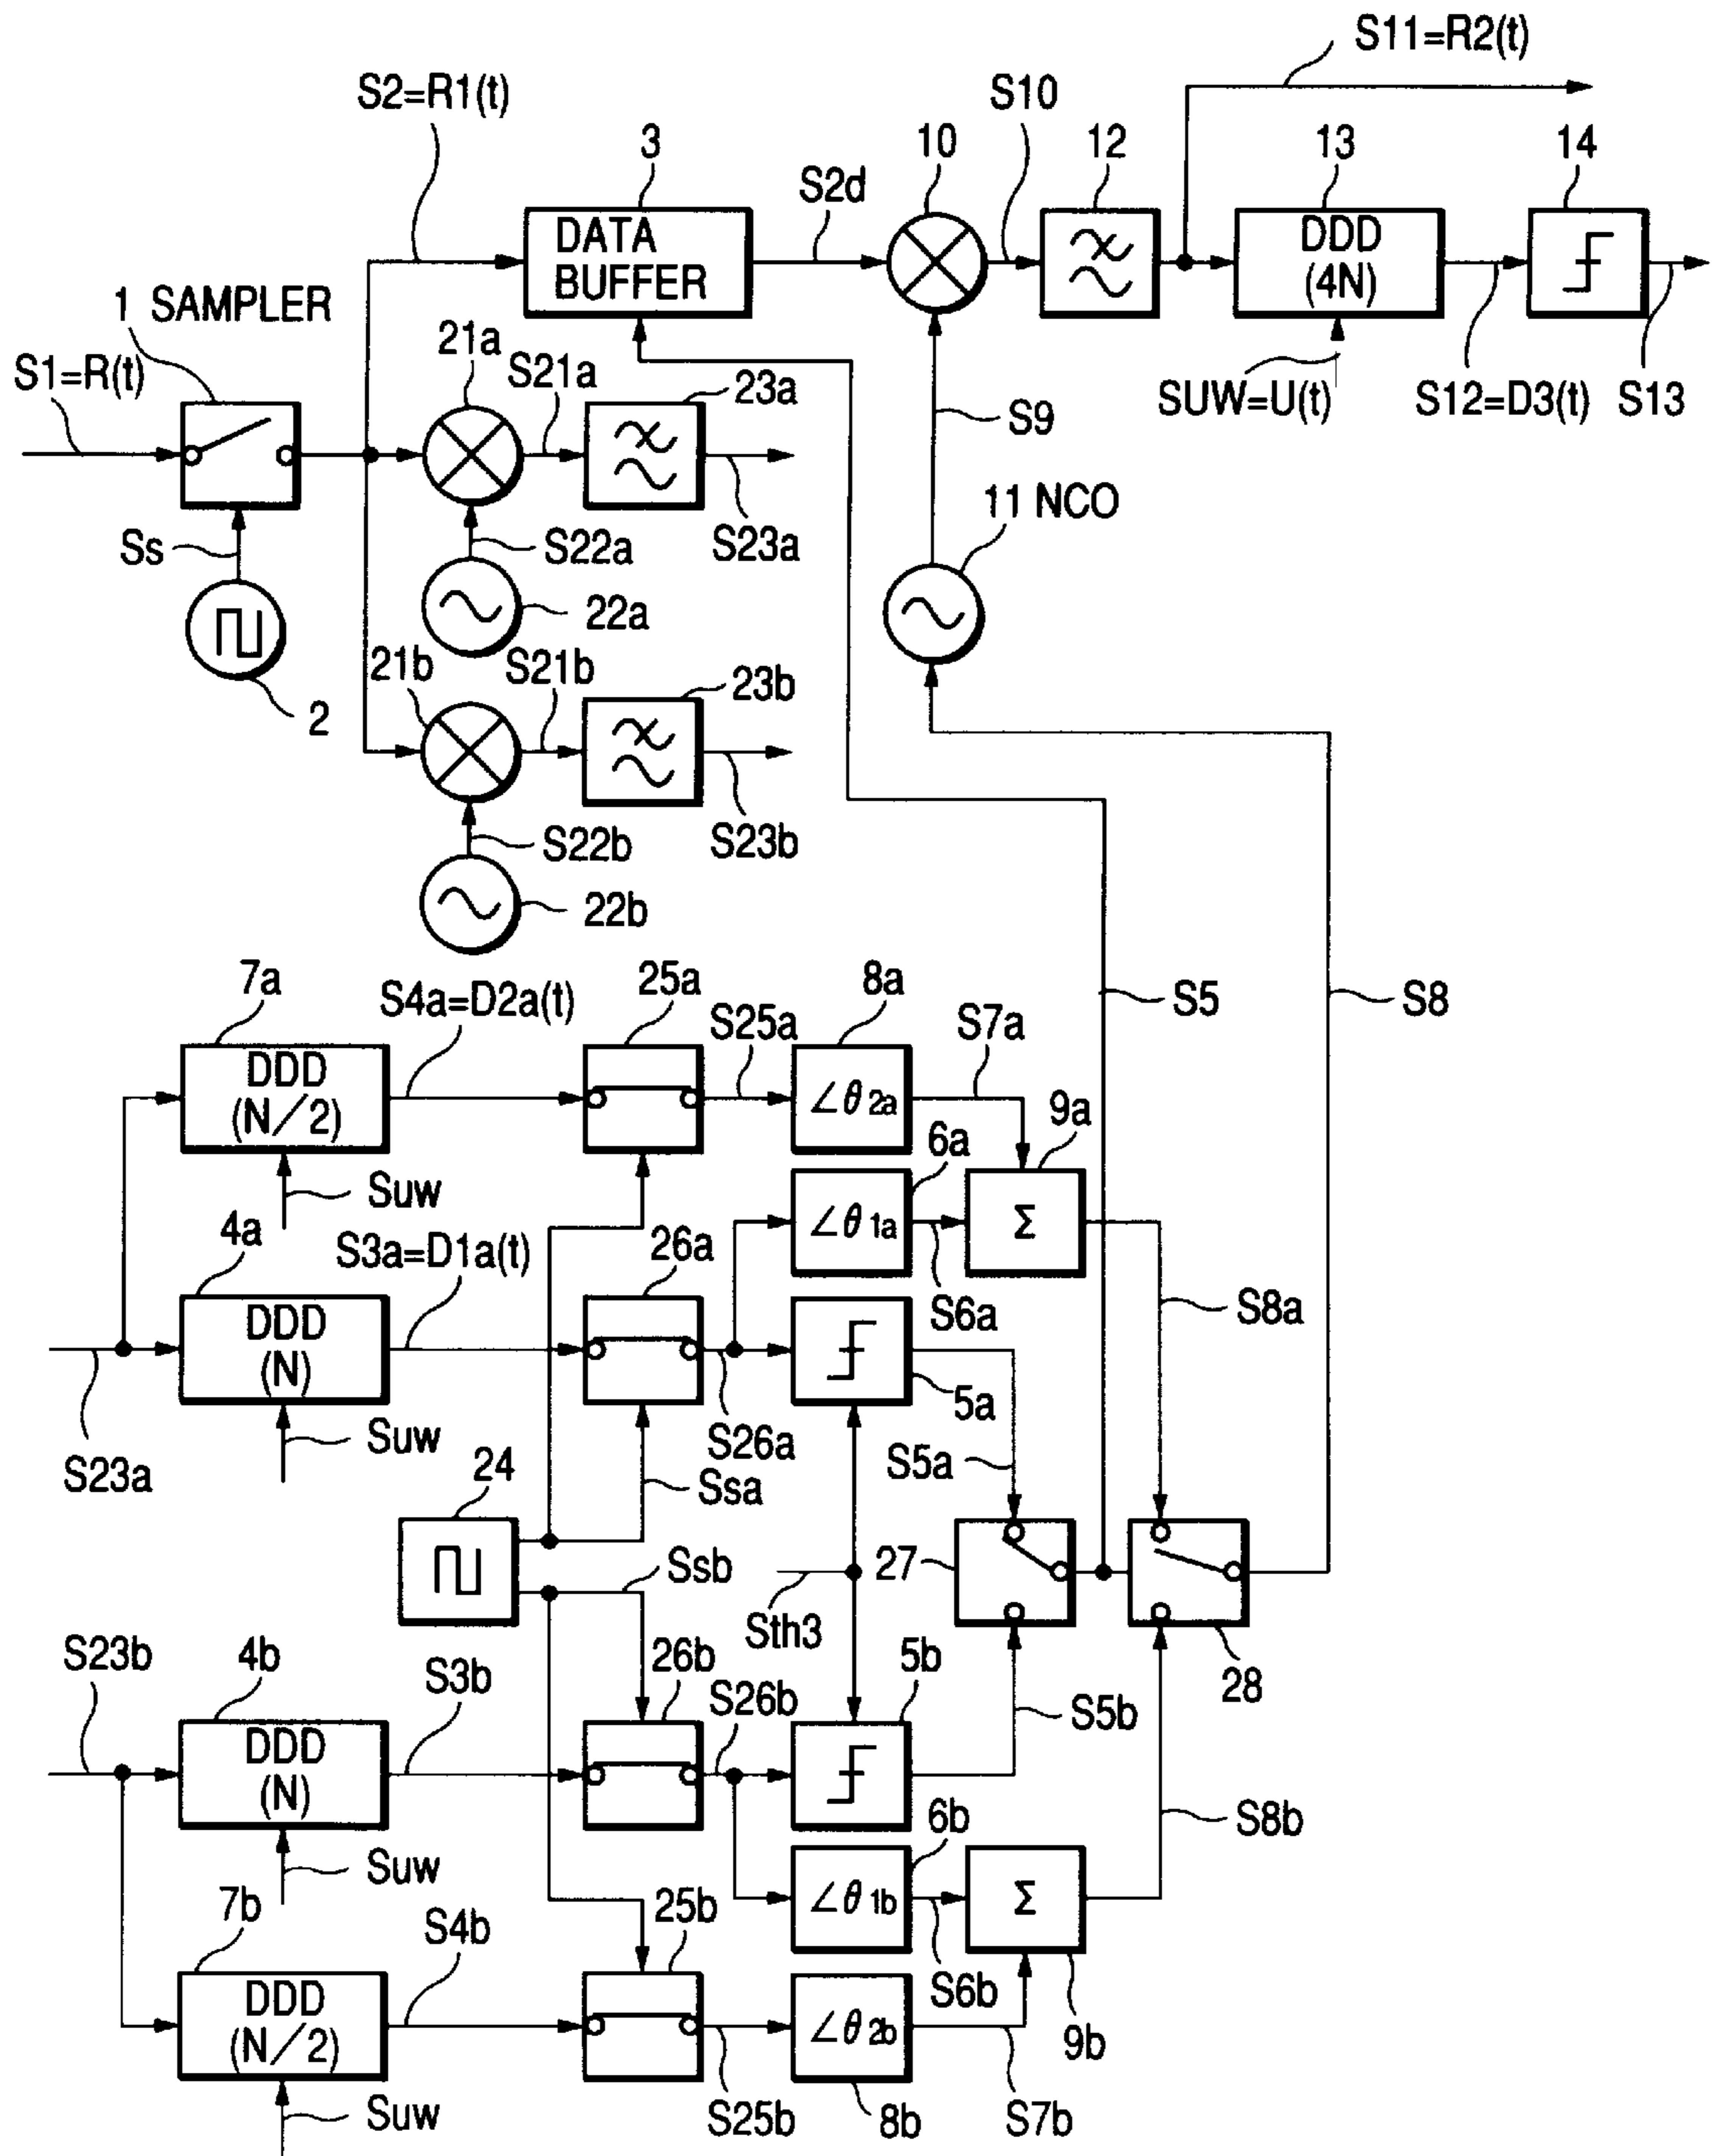 S11=R2(t)
S2=R1(t)
S10
3
10
12
13
14
S2d
DATA
BUFFER
DDD
(4N)
1 SAMPLER
21a
S21a
23a
S1=R(t)
S9
SUW=U(t)
S12=D3(t)
S13
11 NCO
Ss
S22a
S23a
22a
21b
S21b
23b
2
S22b
S23b
22b
7a
S4a=D2a(t)
25a
8a
S5
S8
S25a
S7a
DDD
(N/2)
∠θ 2a
9a
6a
Suw
∠θ 1a
Σ
4a
S3a=D1a(t)
26a
S6a
S8a
DDD
(N)
5a
Suw
S26a
S23a
S5a
24
Ssa
Ssb
27
Sth3
S23b
4b
S3b
26b
S26b
5b
28
S5b
DDD
(N)
6b
S8b
Suw
∠θ 1b
Σ
7b
S4b
25b
S6b
DDD
(N/2)
∠θ 2b
9b
Suw
S25b
8b
S7b